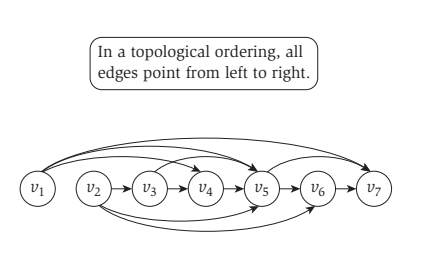 In a topological ordering, all
edges point from left to right.
v₁ v₂ v₃ v₄ v₅ v₆ v₇